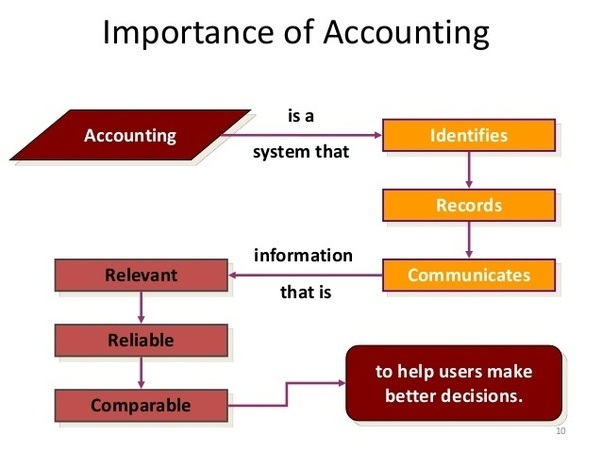 Importance of Accounting
Accounting
is a
system that
Identifies
Records
Communicates
information
that is
Relevant
Reliable
Comparable
to help users make
better decisions.
10